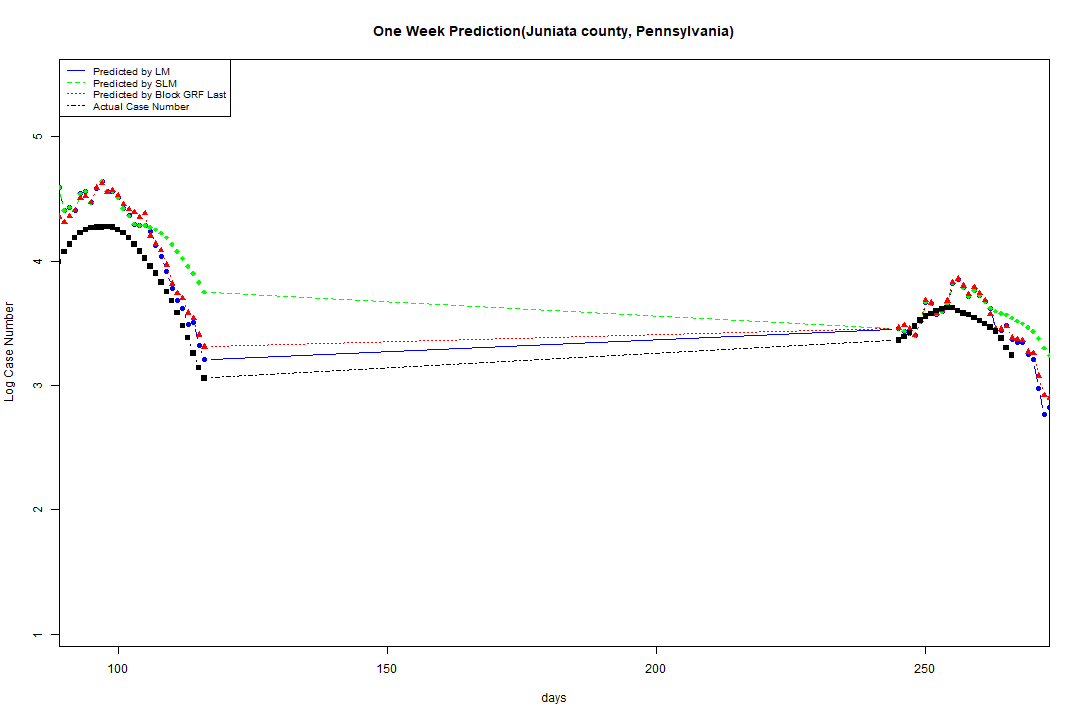 One Week Prediction(Juniata county, Pennsylvania)
Predicted by LM
Predicted by SLM
Predicted by Block GRF Last
Actual Case Number
5
4
3
2
1
Log Case Number
100 150 200 250
days